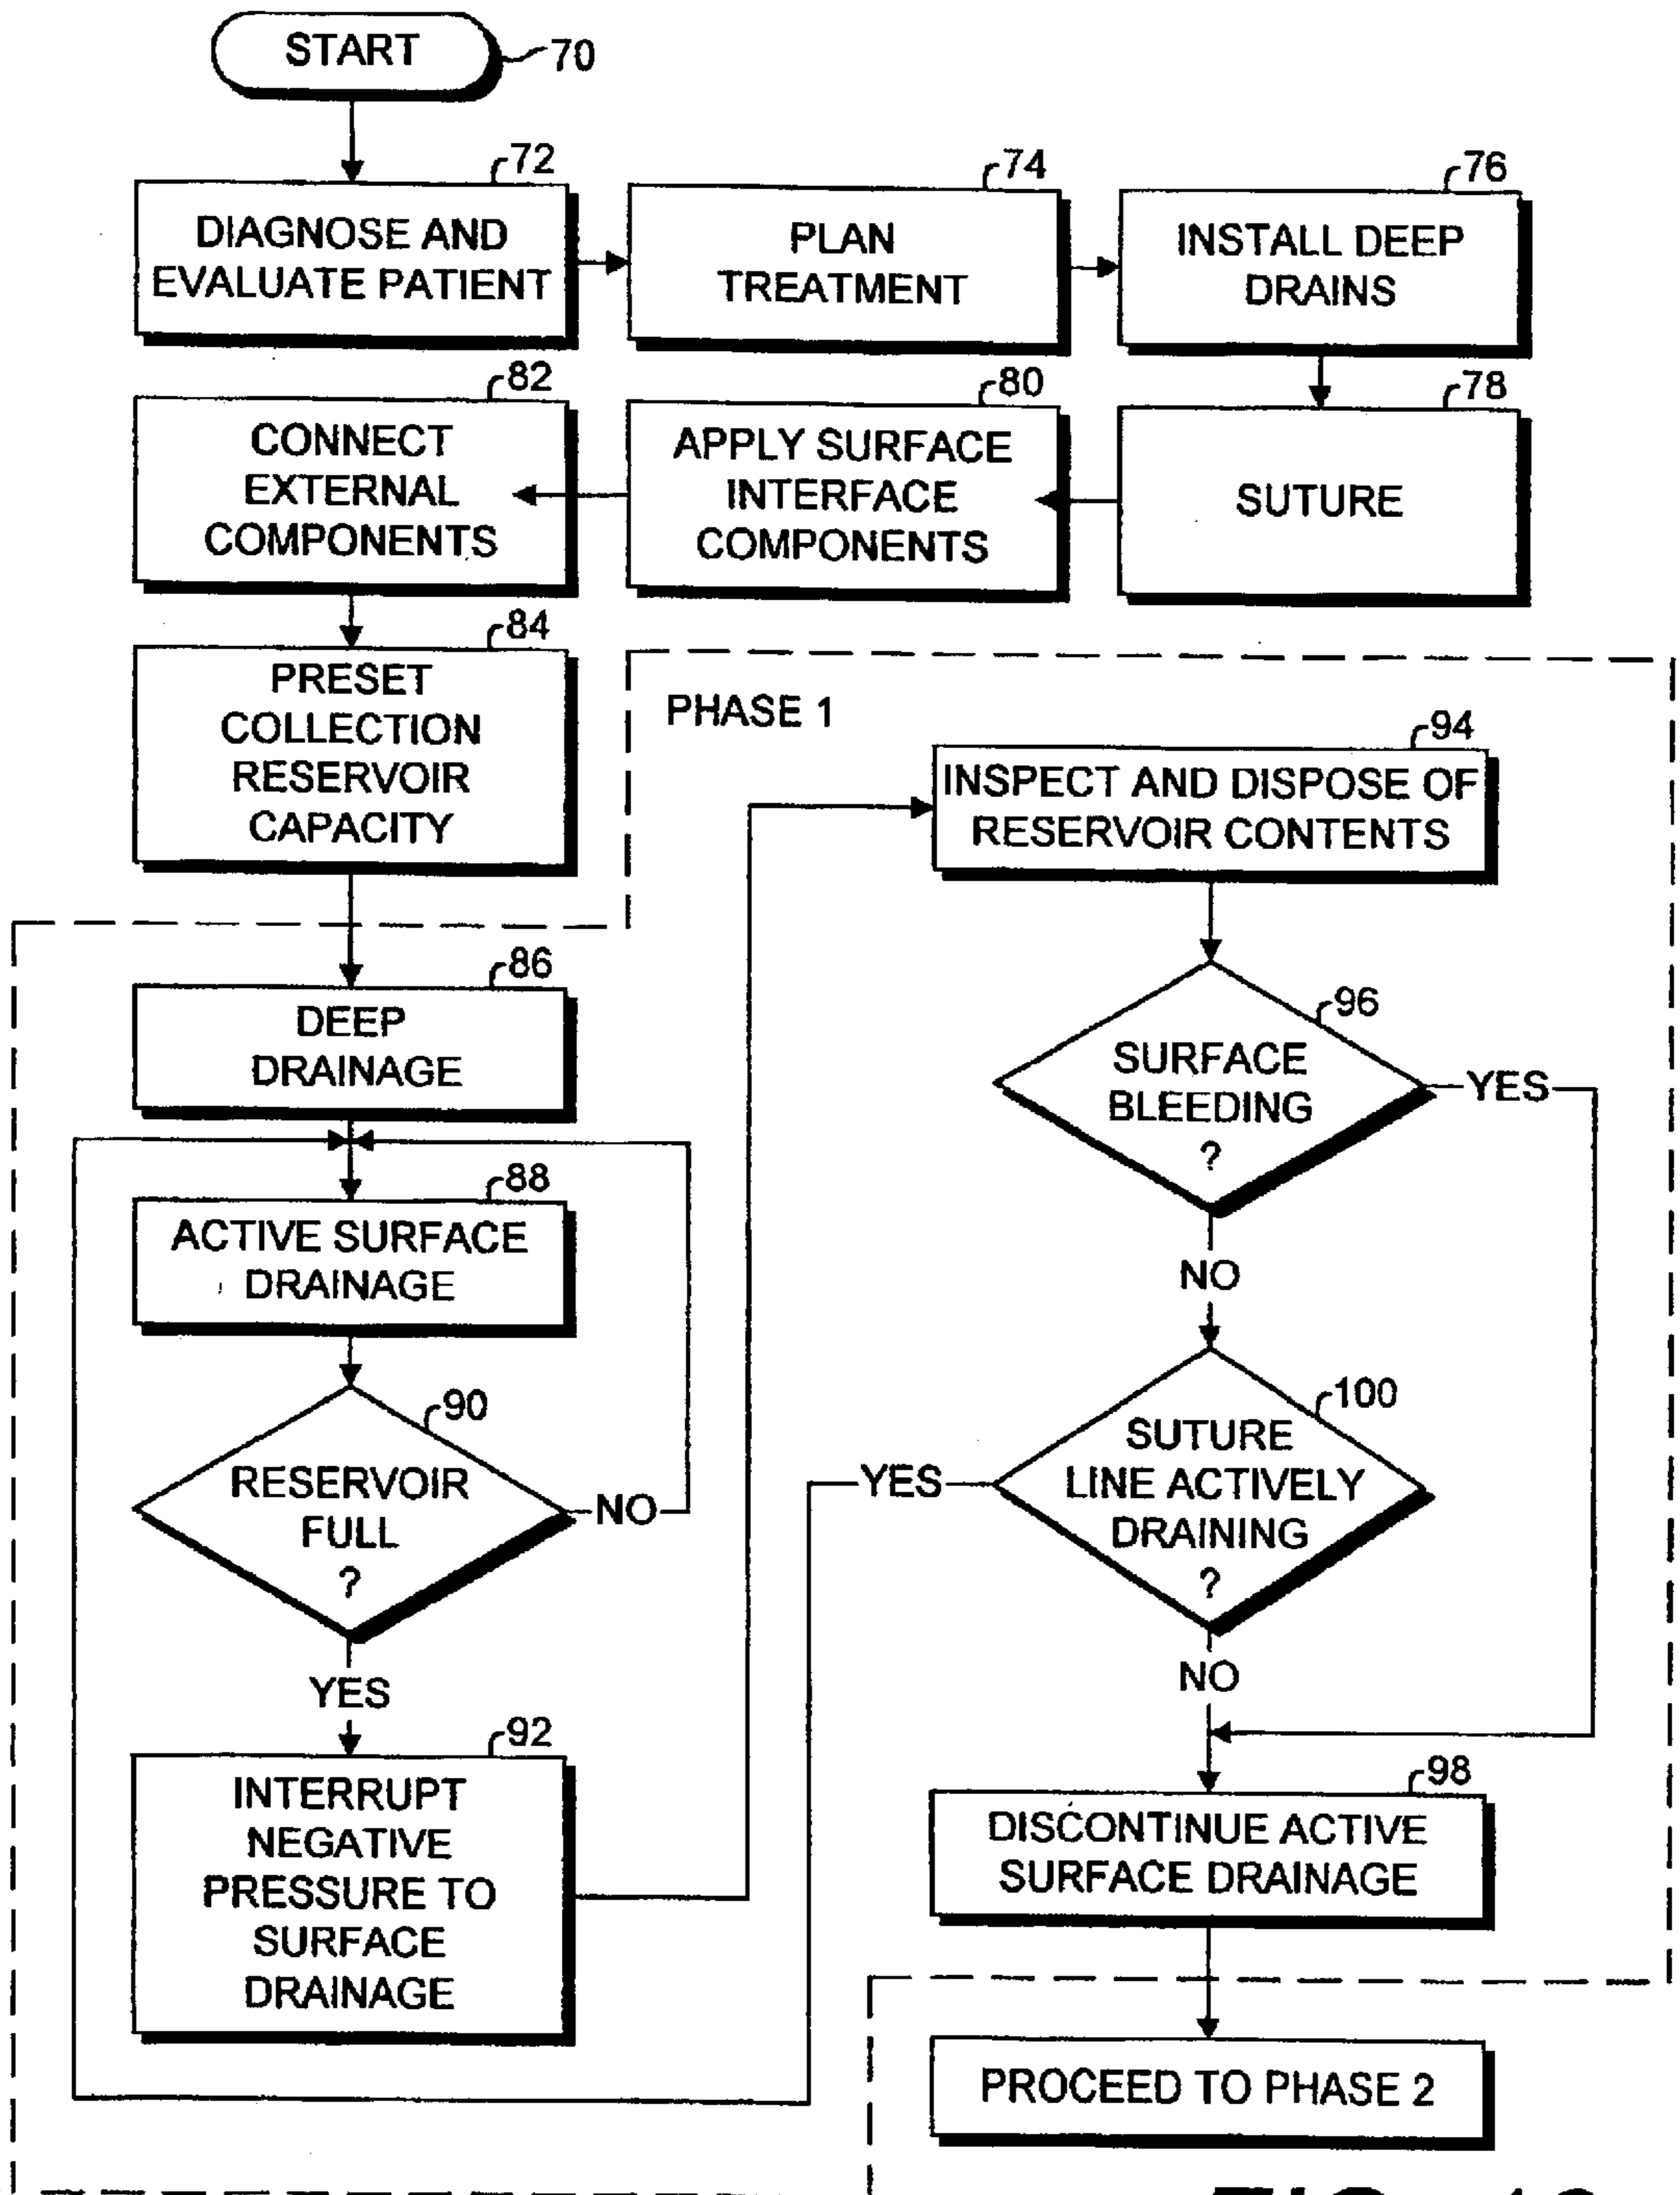 START
70
72
DIAGNOSE AND
EVALUATE PATIENT
74
PLAN
TREATMENT
76
INSTALL DEEP
DRAINS
78
SUTURE
80
APPLY SURFACE
INTERFACE
COMPONENTS
82
CONNECT
EXTERNAL
COMPONENTS
84
PRESET
COLLECTION
RESERVOIR
CAPACITY
PHASE 1
86
DEEP
DRAINAGE
88
ACTIVE SURFACE
DRAINAGE
90
RESERVOIR
FULL
?
NO
YES
92
INTERRUPT
NEGATIVE
PRESSURE TO
SURFACE
DRAINAGE
94
INSPECT AND DISPOSE OF
RESERVOIR CONTENTS
96
SURFACE
BLEEDING
?
YES
NO
100
SUTURE
LINE ACTIVELY
DRAINING
?
YES
NO
98
DISCONTINUE ACTIVE
SURFACE DRAINAGE
PROCEED TO PHASE 2